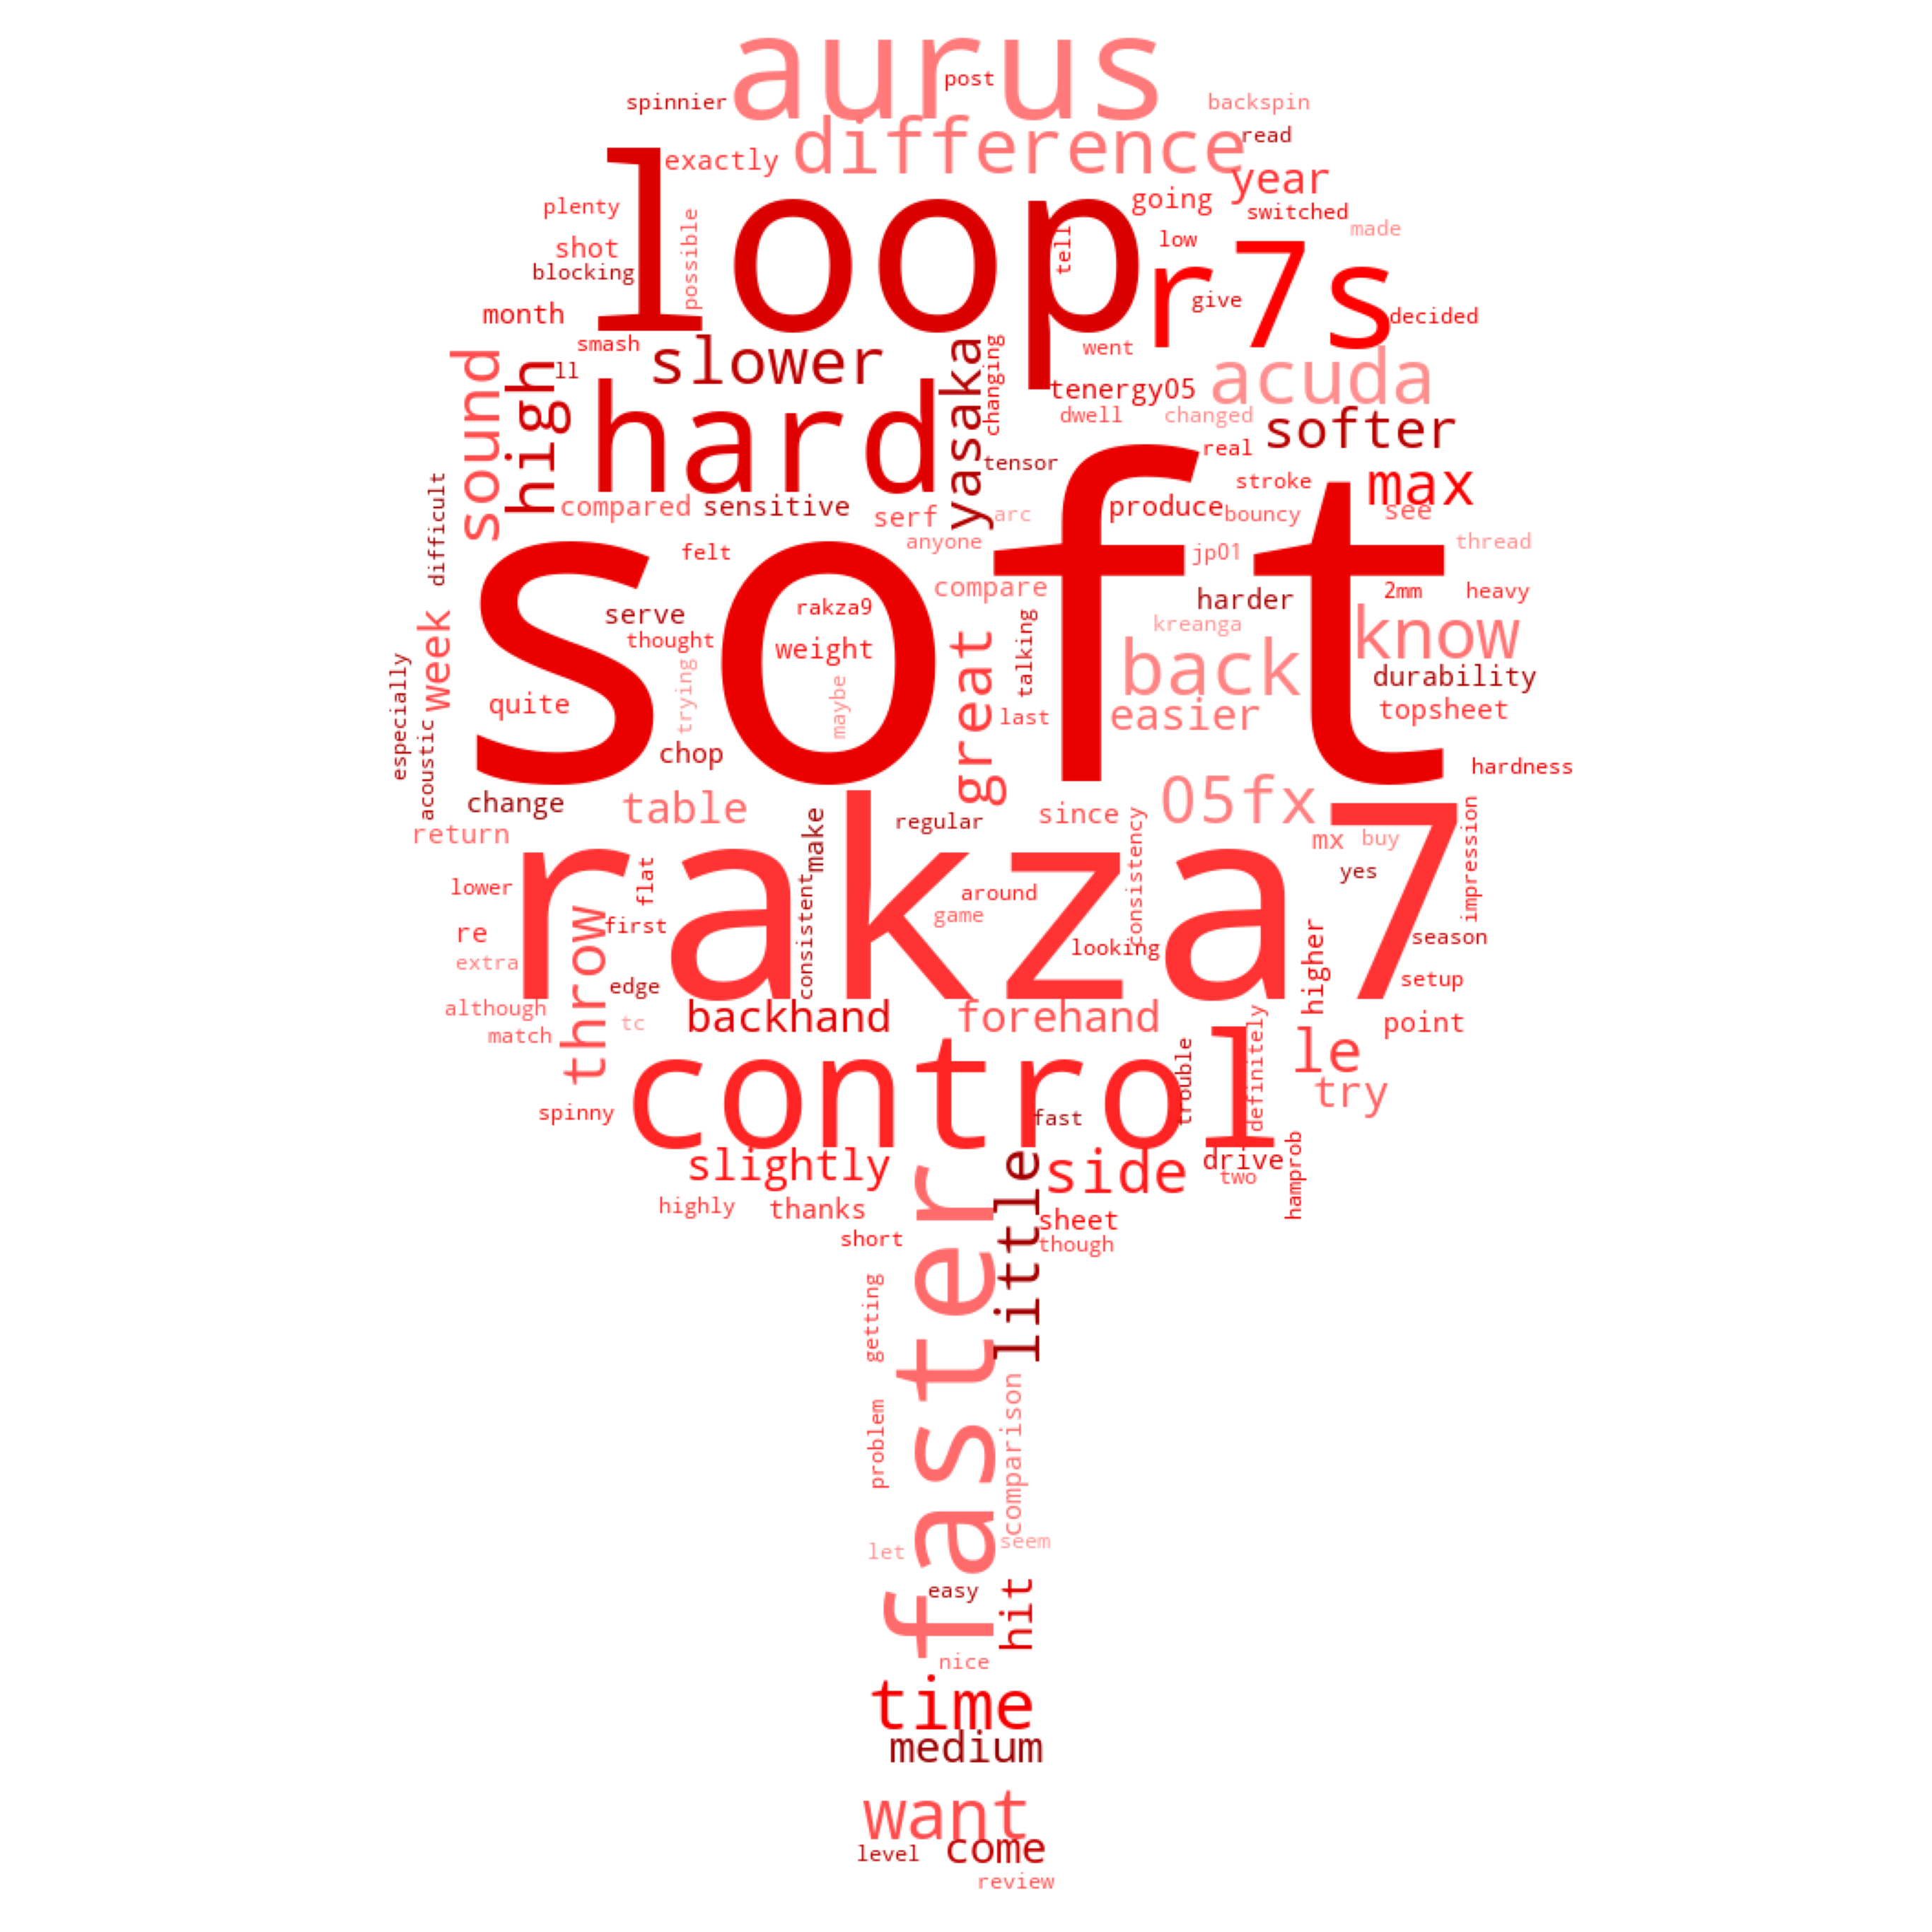 aurus
post
spinnier
backspin
difference
read
exactly
loop
year
going
plenty
switched
possible
made
shot
tell
low
r7s
blocking
give
month
decided
smash
went
slower
yasaka
changing
sound
high
ll
hard
tenergy05
acuda
dwell
changed
softer
real
tensor
stroke
max
difficult
compared
sensitive
serf
arc
produce
bouncy
see
soft
felt
anyone
jp01
thread
compare
2mm
heavy
serve
rakza9
harder
week
thought
weight
great
talking
kreanga
know
back
especially
trying
maybe
durability
quite
last
easier
topsheet
acoustic
chop
hardness
change
table
since
05fx
return
make
regular
consistency
mx
buy
impression
rakza7
lower
flat
consistent
around
yes
throw
first
game
re
looking
higher
season
extra
edge
setup
although
tc
backhand
forehand
definitely
point
match
control
trouble
le
try
spinny
fast
slightly
little
side
drive
two
hamprob
highly
thanks
sheet
short
though
faster
getting
problem
comparison
let
seem
easy
hit
nice
time
medium
want
come
level
review